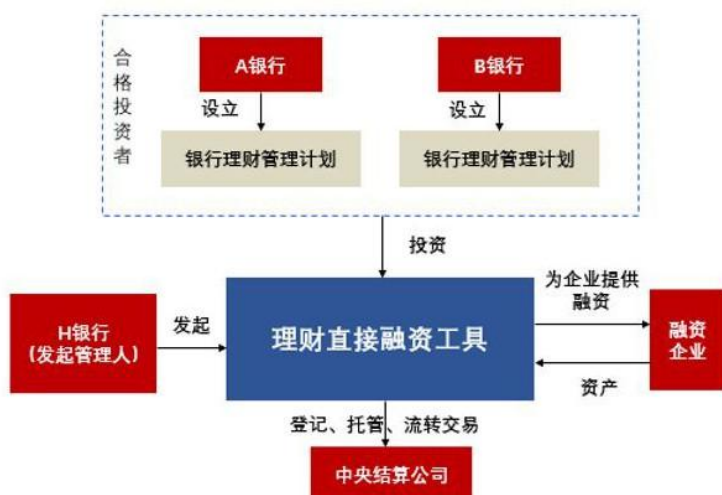 合格投资者
A银行
B银行
设立
设立
银行理财管理计划
银行理财管理计划
投资
H银行
(发起管理人)
发起
理财直接融资工具
为企业提供
融资
融资
企业
资产
登记、托管、流转交易
中央结算公司